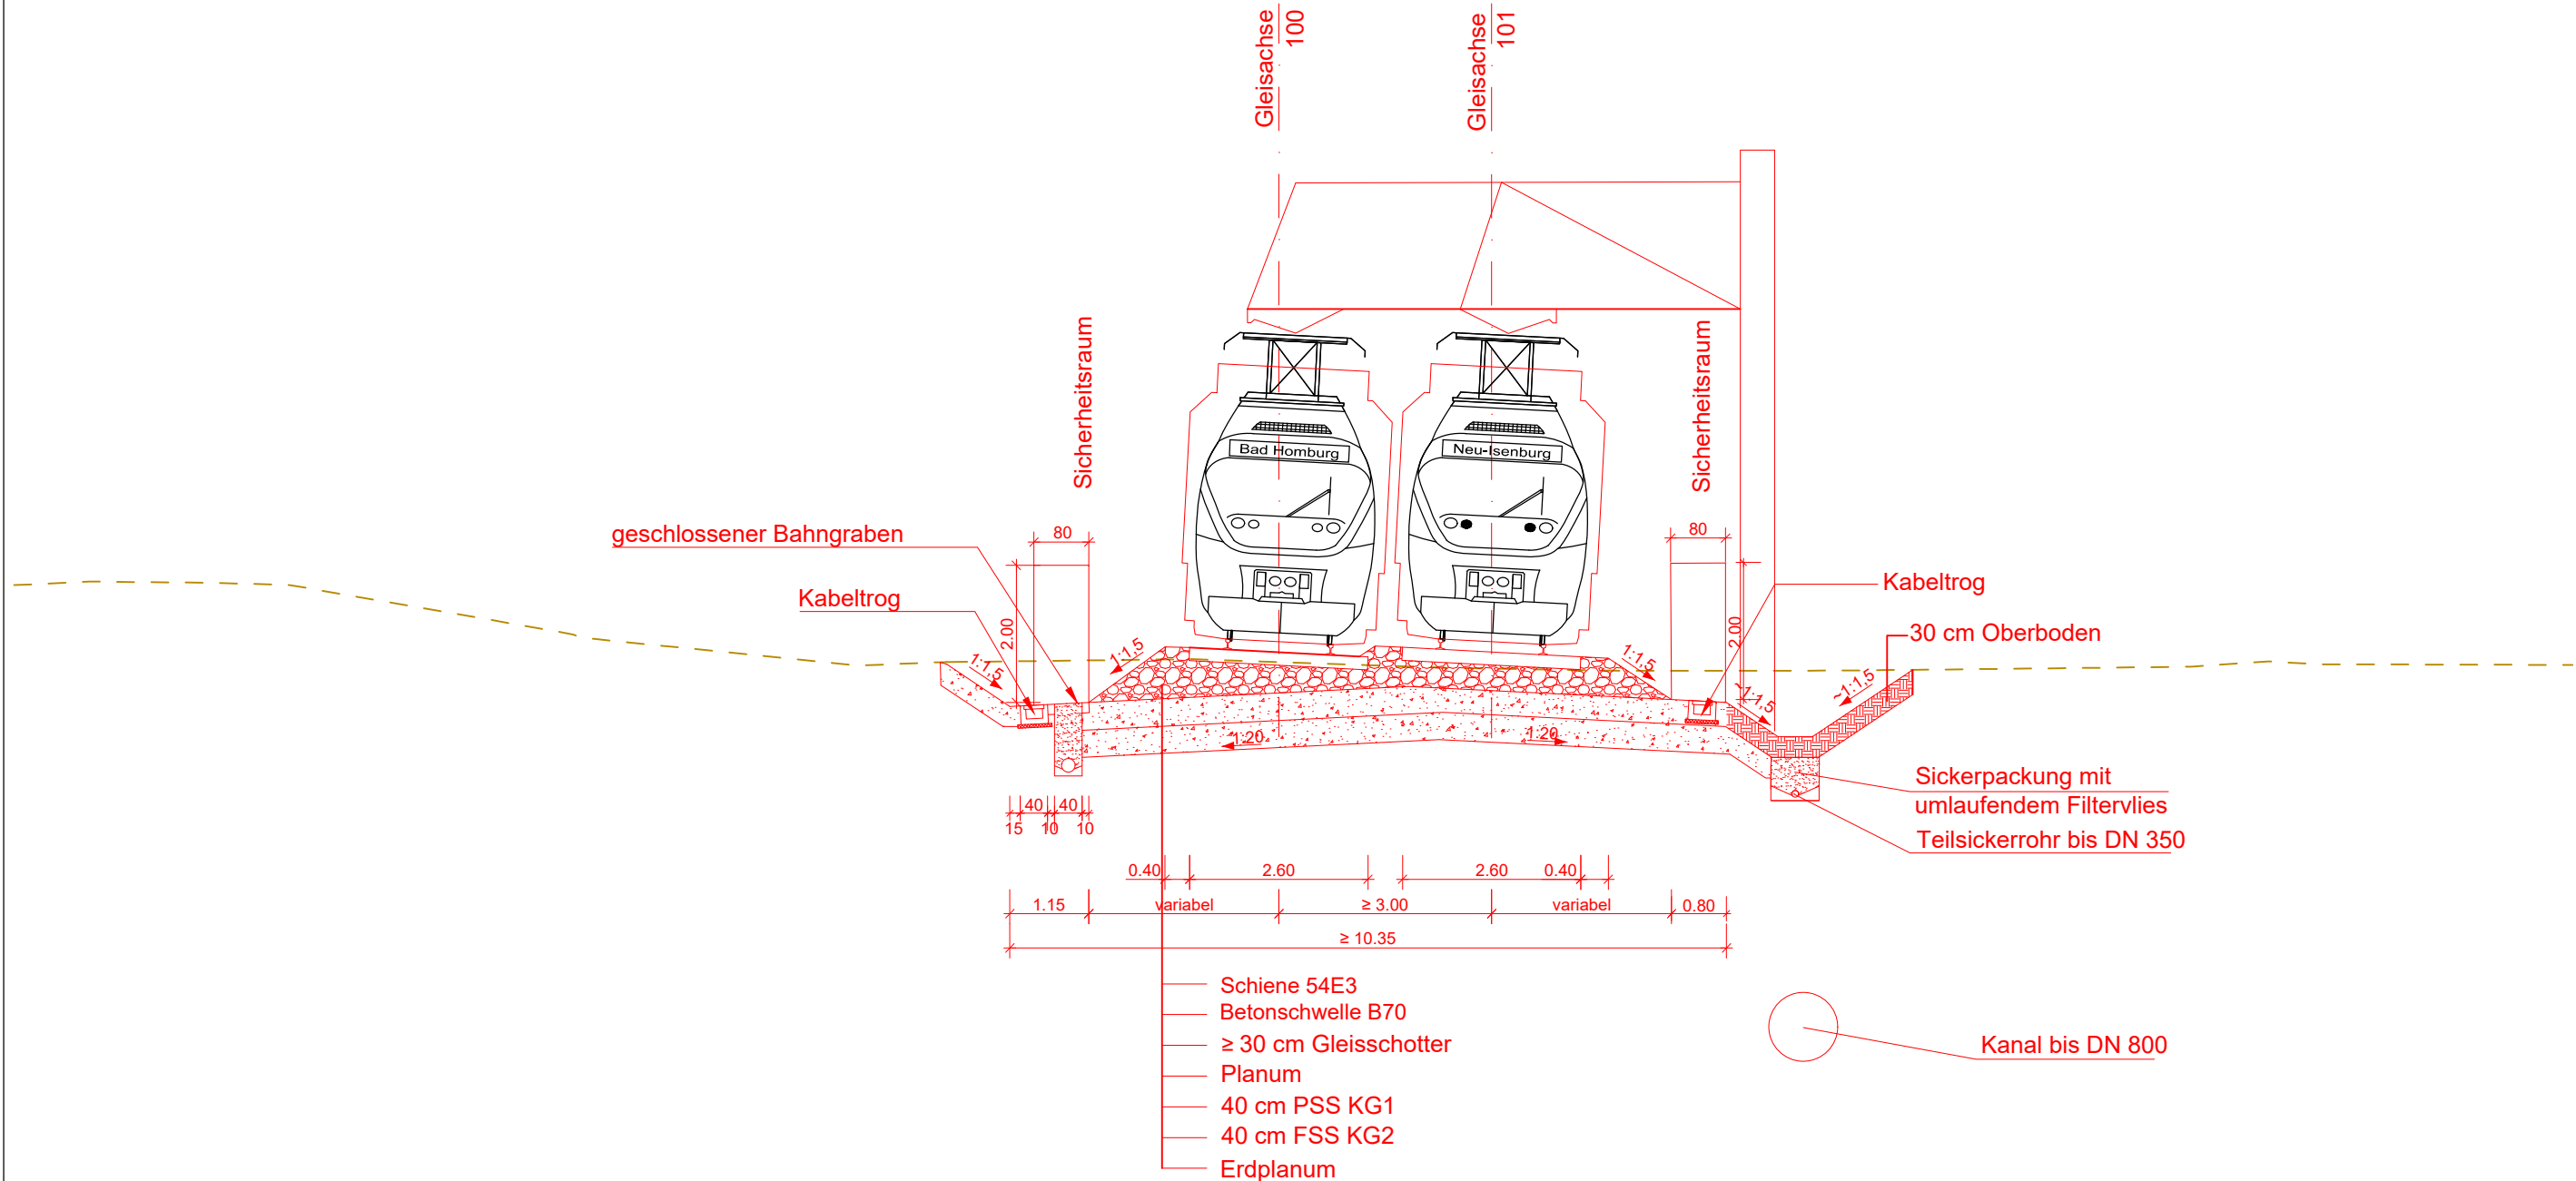 Gleisachse
100
Gleisachse
101
Sicherheitsraum
Sicherheitsraum
Bad Homburg
Neu-Isenburg
geschlossener Bahngraben
80
80
Kabeltrog
Kabeltrog
2.00
2.00
30 cm Oberboden
1:1,5
1:1,5
1:1,5
~1:1,5
~1:1,5
1:20
1:20
Sickerpackung mit
umlaufendem Filtervlies
Teilsickerrohr bis DN 350
40
40
15
10
10
0.40
2.60
2.60
0.40
1.15
variabel
≥ 3.00
variabel
0.80
≥ 10.35
Schiene 54E3
Betonschwelle B70
≥ 30 cm Gleisschotter
Planum
40 cm PSS KG1
40 cm FSS KG2
Erdplanum
Kanal bis DN 800